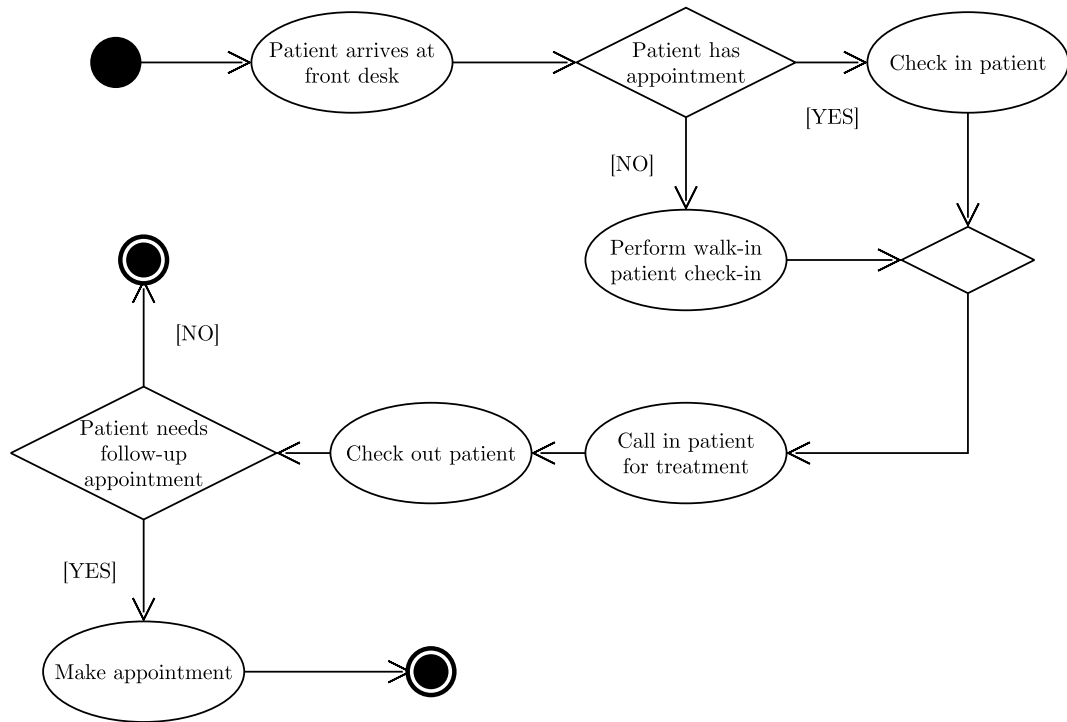 Patient arrives at
front desk
Patient has
appointment
Check in patient
[YES]
[NO]
Perform walk-in
patient check-in
[NO]
Patient needs
follow-up
appointment
Check out patient
Call in patient
for treatment
[YES]
Make appointment